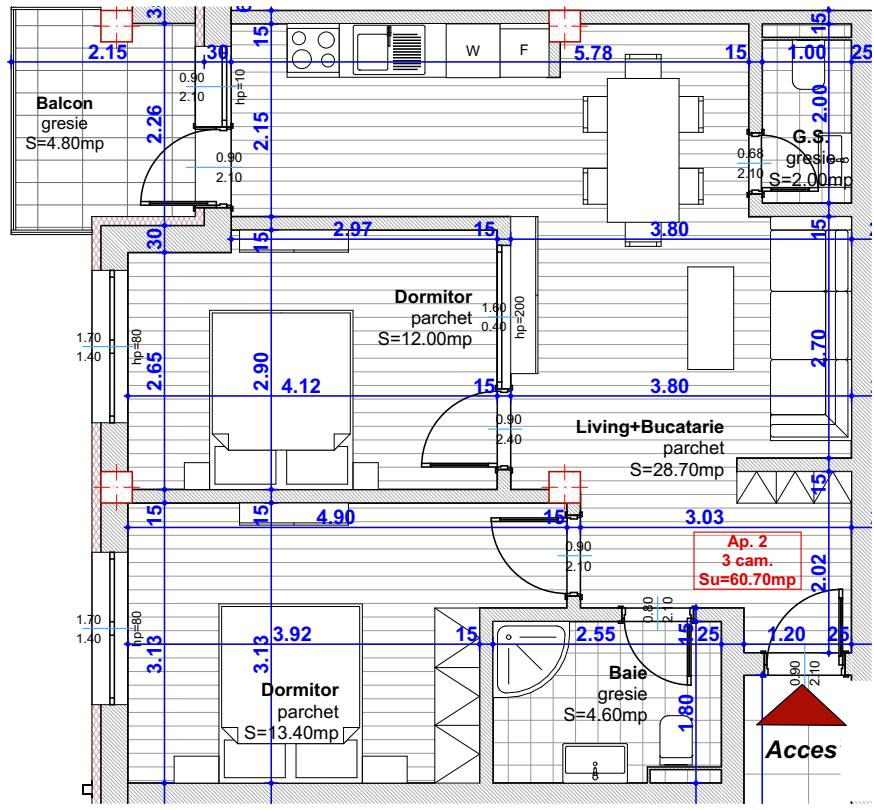 15
15
2.15
30
5.78
15
1.00
25
W
F
0.90
2.10
hp=10
Balcon
gresie
S=4.80mp
2.26
2.15
2.00
0.90
2.10
0.68
2.10
G.S.
gresie
S=2.00mp
30
15
2.97
15
3.80
15
Dormitor
parchet
S=12.00mp
1.60
0.40
hp=200
1.70
1.40
hp=80
2.65
2.90
2.70
4.12
15
3.80
0.90
2.40
Living+Bucatarie
parchet
S=28.70mp
15
15
15
4.90
15
3.03
0.90
2.10
Ap. 2
3 cam.
Su=60.70mp
2.02
1.70
1.40
hp=80
0.80
2.10
3.13
3.13
3.92
15
2.55
15
25
1.20
25
Dormitor
parchet
S=13.40mp
Baie
gresie
S=4.60mp
1.80
0.90
2.10
Acces